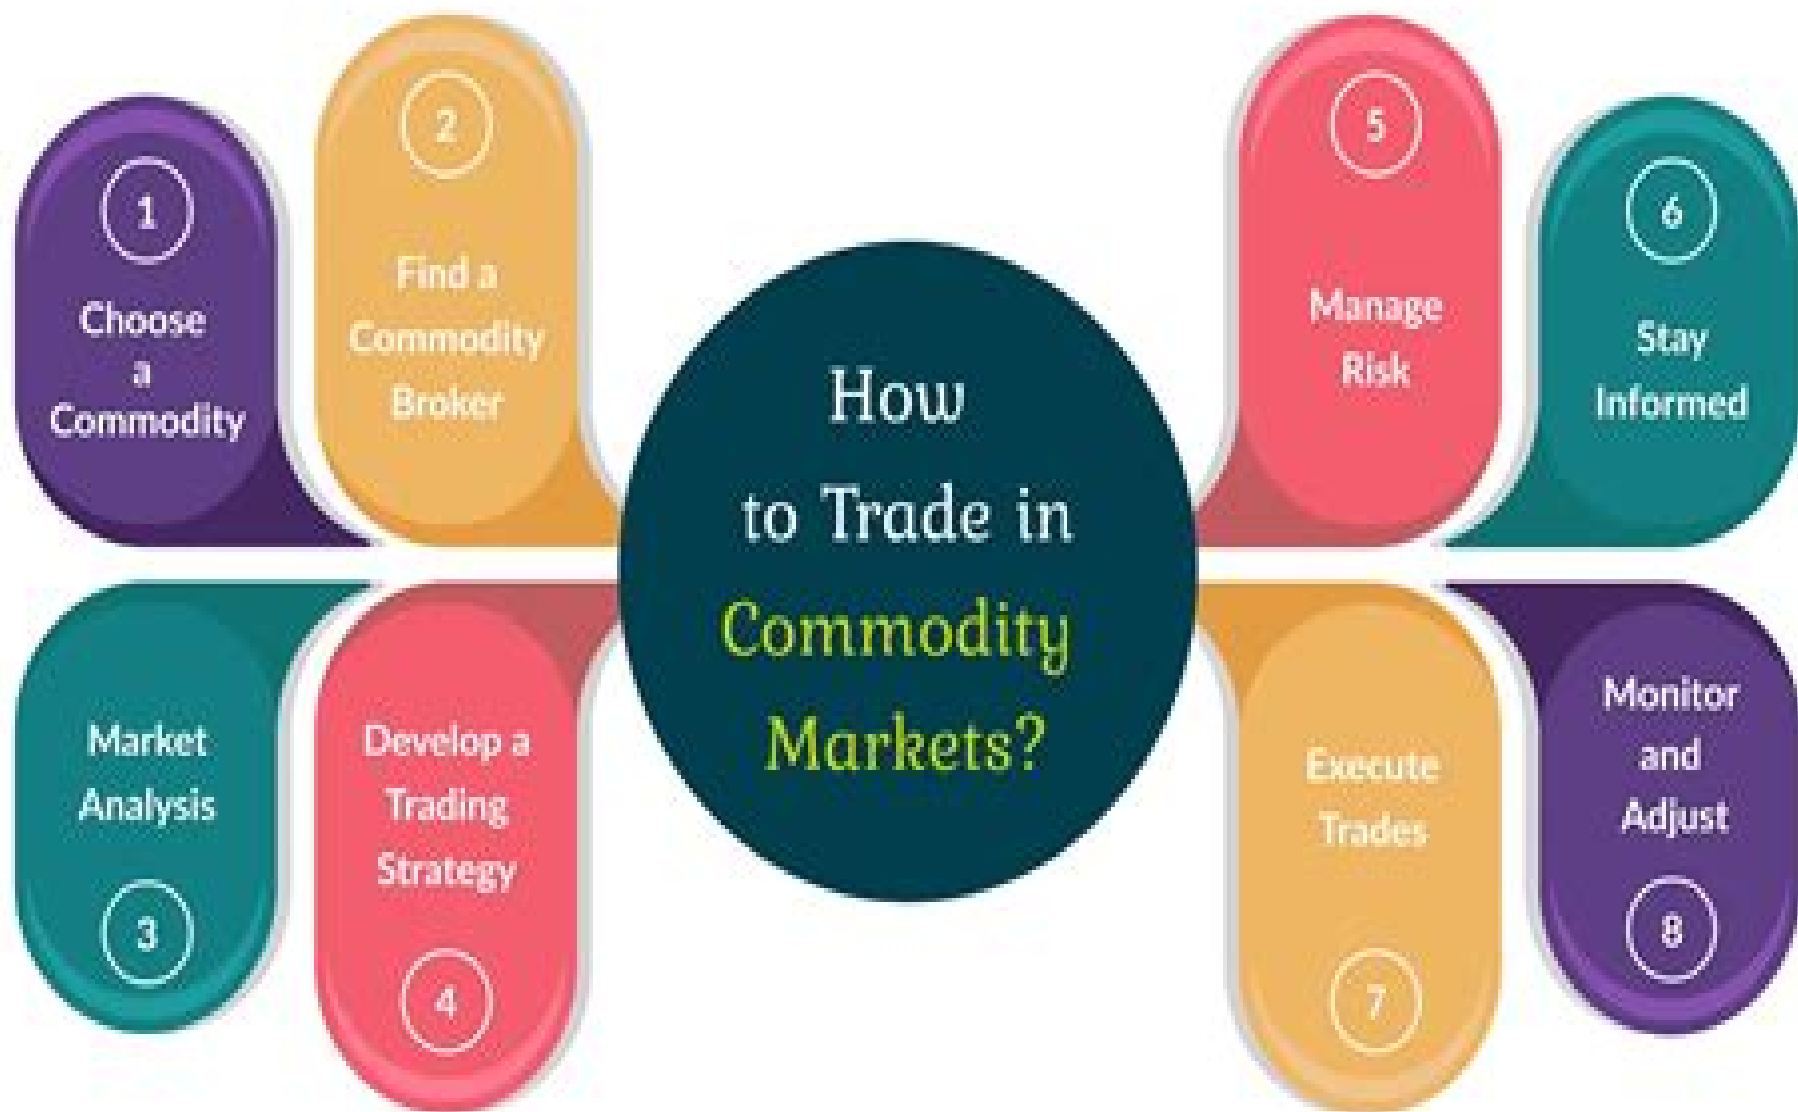 1
Choose
a
Commodity
2
Find a
Commodity
Broker
Market
Analysis
3
Develop a
Trading
Strategy
4
How
to Trade in
Commodity
Markets?
5
Manage
Risk
6
Stay
Informed
Execute
Trades
7
Monitor
and
Adjust
8